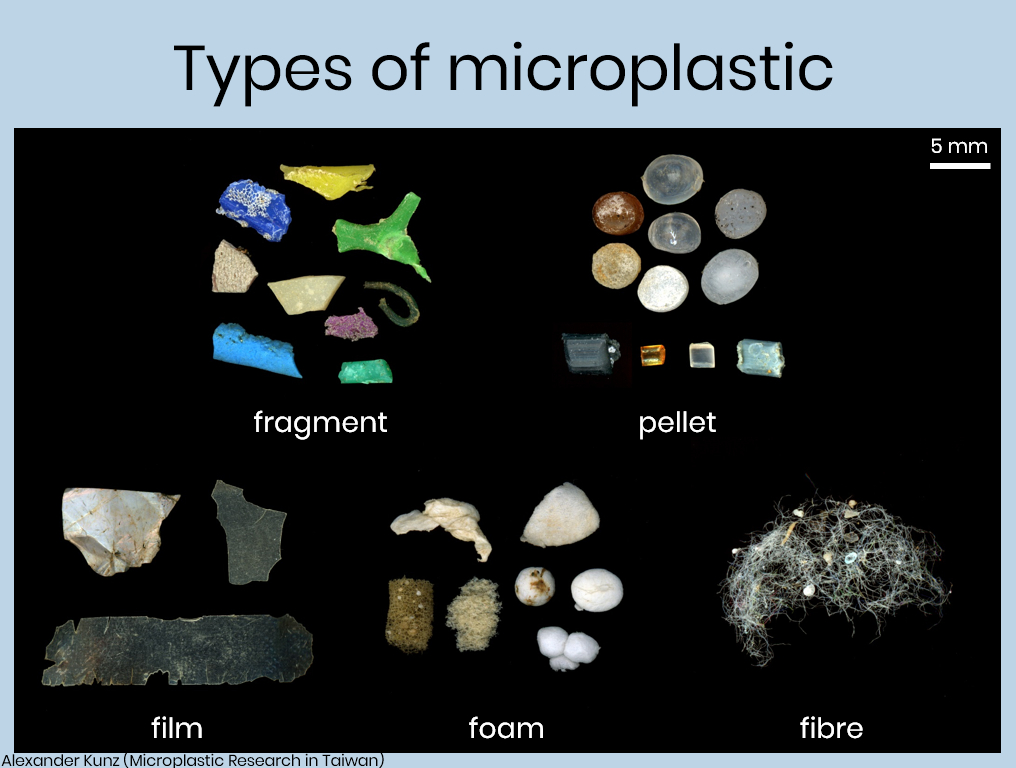 Types of microplastic
5 mm
fragment
pellet
film
foam
fibre
Alexander Kunz (Microplastic Research in Taiwan)